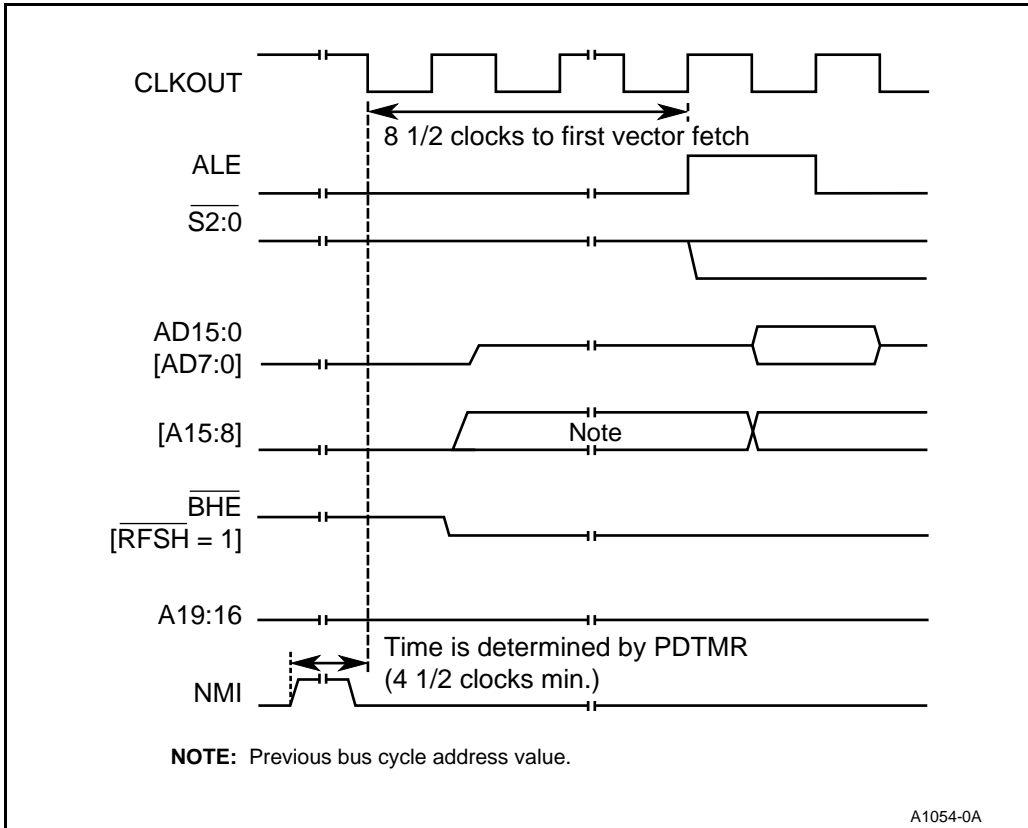 CLKOUT
8 1/2 clocks to first vector fetch
ALE
S2:0
AD15:0
[AD7:0]
[A15:8]
Note
BHE
[RFSH = 1]
A19:16
Time is determined by PDTMR
(4 1/2 clocks min.)
NMI
NOTE: Previous bus cycle address value.
A1054-0A